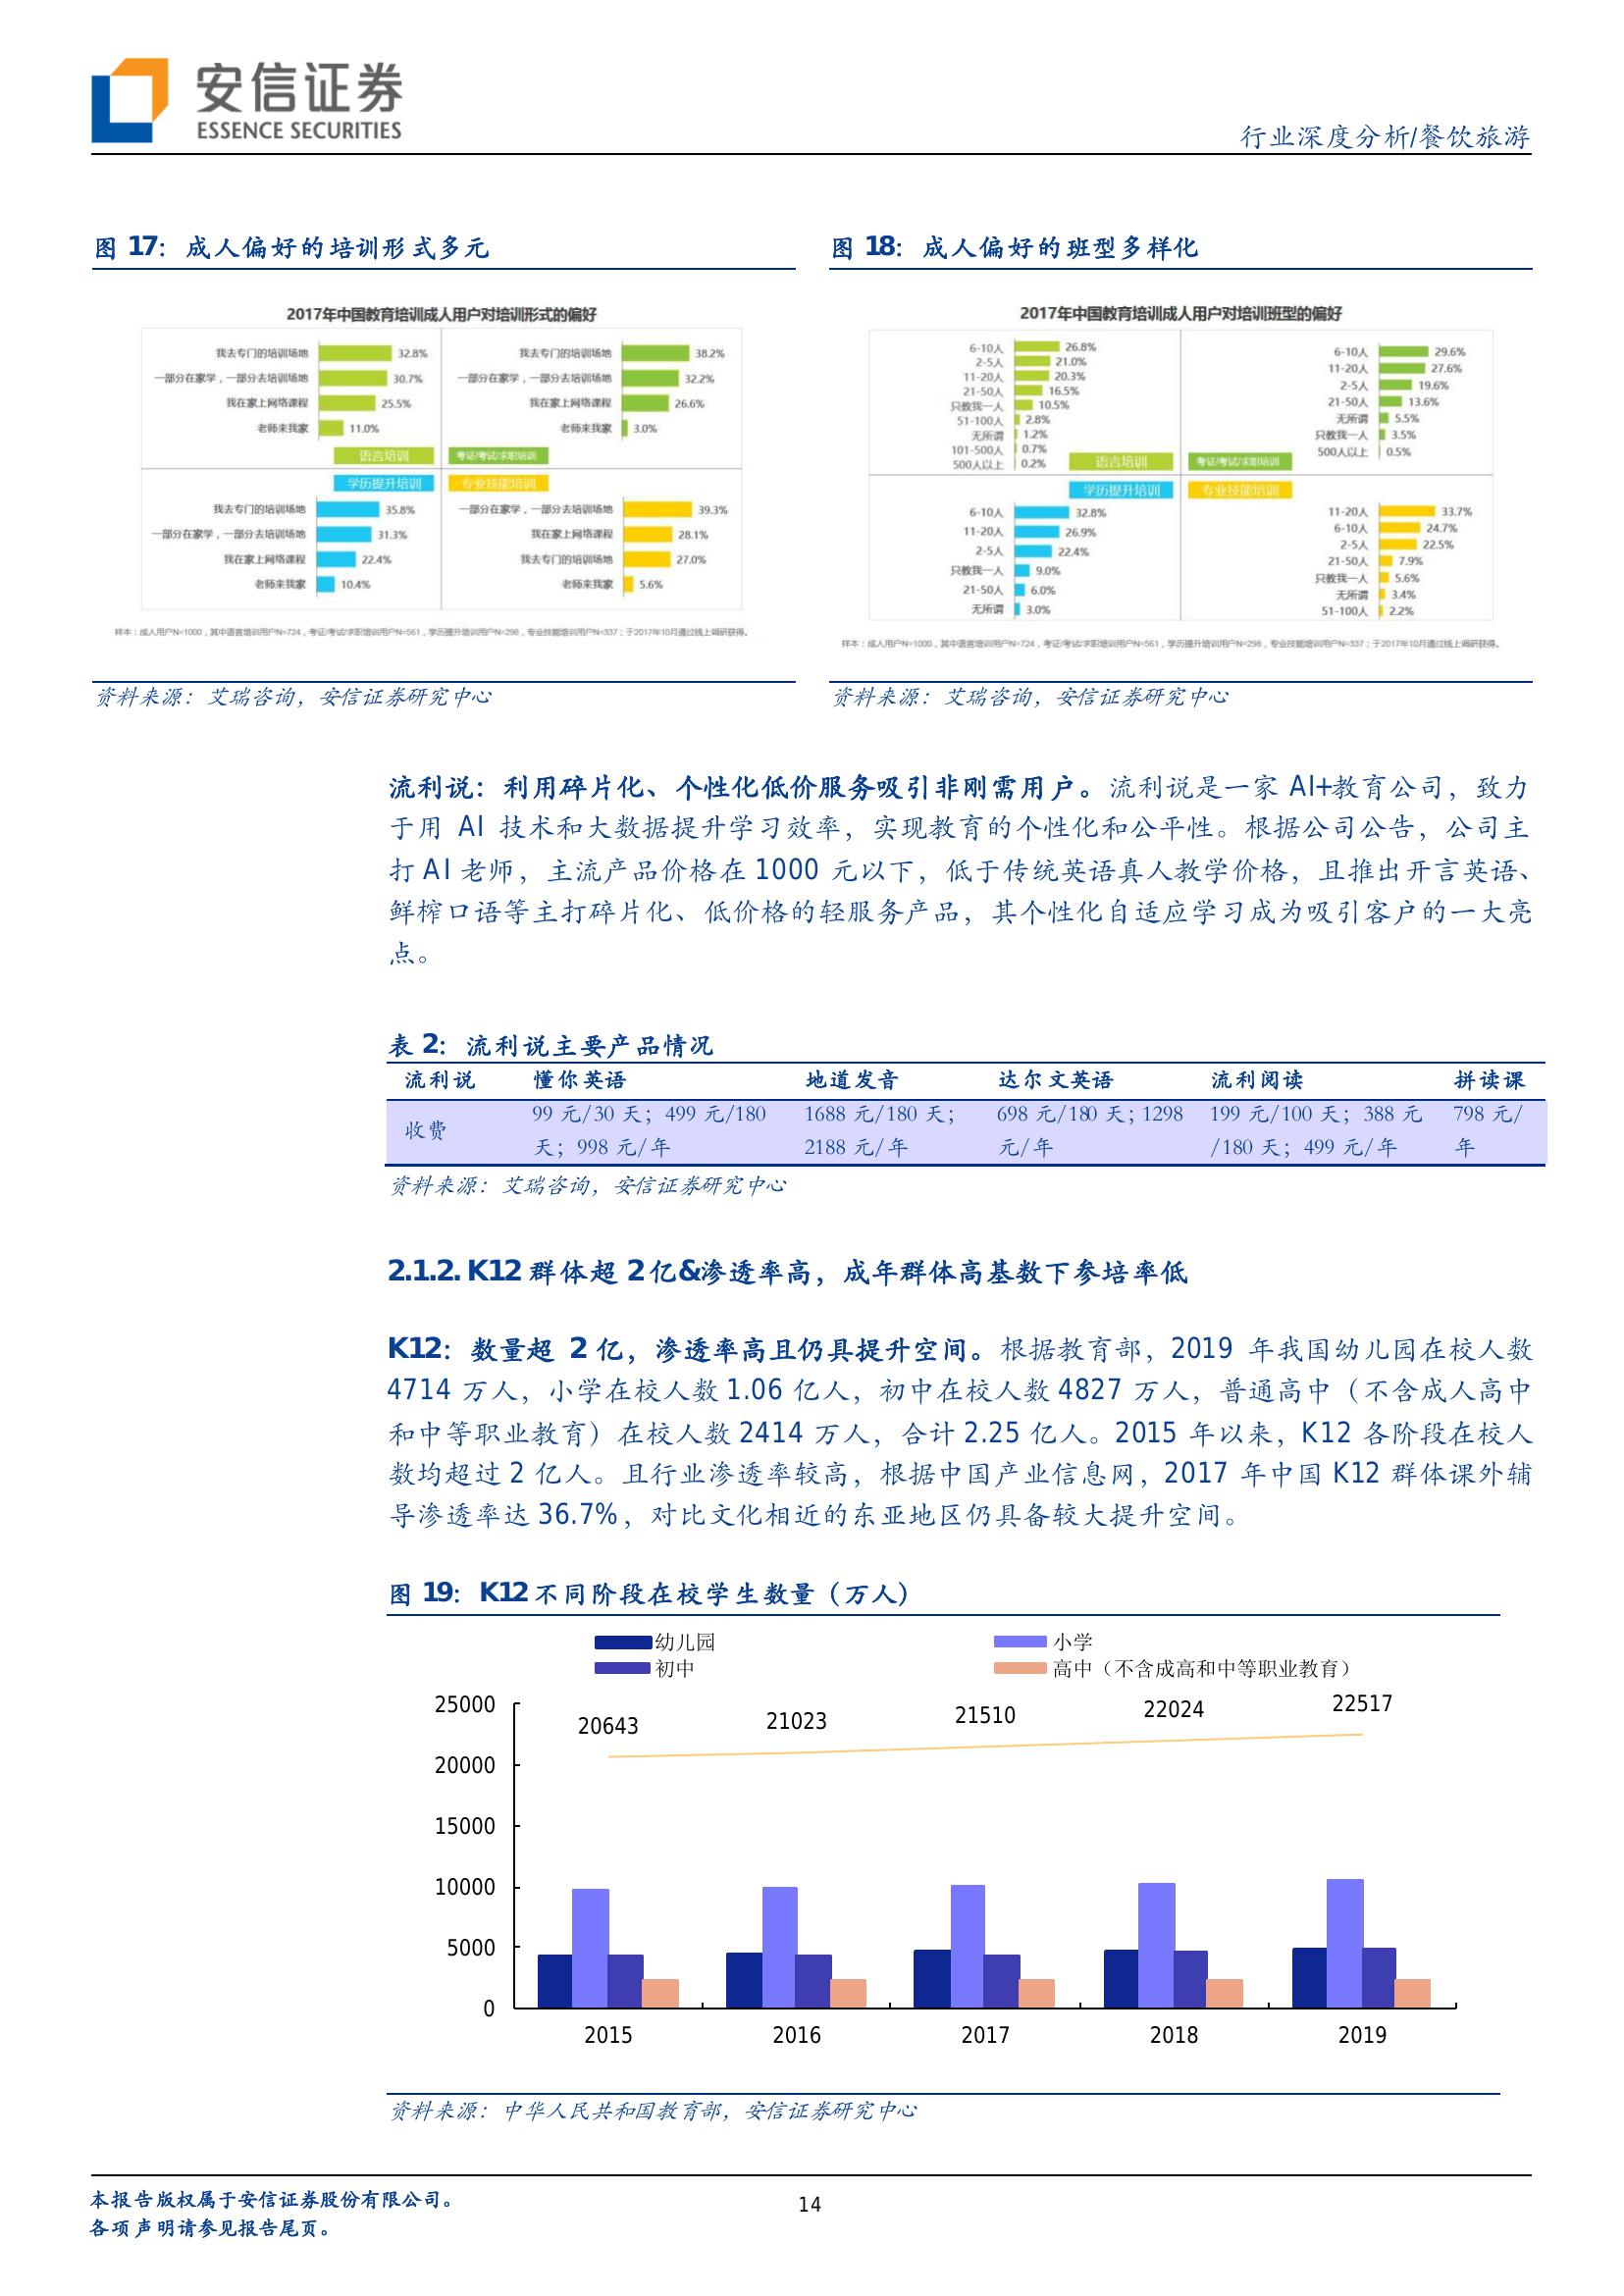 安信证券
ESSENCE SECURITIES
行业深度分析/餐饮旅游
图 17：成人偏好的培训形式多元
2017年中国教育培训成人用户对培训形式的偏好
我去专门的培训场地 32.8%
一部分在家学，一部分去培训场地 30.7%
我在家上网络课程 25.5%
老师来我家 11.0%
语言培训
我去专门的培训场地 38.2%
一部分在家学，一部分去培训场地 32.2%
我在家上网络课程 26.6%
老师来我家 3.0%
考证/考试/求职培训
学历提升培训
我去专门的培训场地 35.8%
一部分在家学，一部分去培训场地 31.3%
我在家上网络课程 22.4%
老师来我家 10.4%
专业技能培训
一部分在家学，一部分去培训场地 39.3%
我在家上网络课程 28.1%
我去专门的培训场地 27.0%
老师来我家 5.6%
样本：成人用户N=1000，其中语言培训用户N=724，考证/考试/求职培训用户N=561，学历提升培训用户N=298，专业技能培训用户N=337；于2017年10月通过线上调研获得。
资料来源：艾瑞咨询，安信证券研究中心
图 18：成人偏好的班型多样化
2017年中国教育培训成人用户对培训班型的偏好
6-10人 26.8%
2-5人 21.0%
11-20人 20.3%
21-50人 16.5%
只教我一人 10.5%
51-100人 2.8%
无所谓 1.2%
101-500人 0.7%
500人以上 0.2%
语言培训
6-10人 29.6%
11-20人 27.6%
2-5人 19.6%
21-50人 13.6%
无所谓 5.5%
只教我一人 3.5%
500人以上 0.5%
考证/考试/求职培训
学历提升培训
6-10人 32.8%
11-20人 26.9%
2-5人 22.4%
只教我一人 9.0%
21-50人 6.0%
无所谓 3.0%
专业技能培训
11-20人 33.7%
6-10人 24.7%
2-5人 22.5%
21-50人 7.9%
只教我一人 5.6%
无所谓 3.4%
51-100人 2.2%
样本：成人用户N=1000，其中语言培训用户N=724，考证/考试/求职培训用户N=561，学历提升培训用户N=298，专业技能培训用户N=337；于2017年10月通过线上调研获得。
资料来源：艾瑞咨询，安信证券研究中心
流利说：利用碎片化、个性化低价服务吸引非刚需用户。流利说是一家 AI+教育公司，致力
于用 AI 技术和大数据提升学习效率，实现教育的个性化和公平性。根据公司公告，公司主
打 AI 老师，主流产品价格在 1000 元以下，低于传统英语真人教学价格，且推出开言英语、
鲜榨口语等主打碎片化、低价格的轻服务产品，其个性化自适应学习成为吸引客户的一大亮
点。
表 2：流利说主要产品情况
流利说 懂你英语 地道发音 达尔文英语 流利阅读 拼读课
收费 99 元/30 天；499 元/180 天；998 元/年 1688 元/180 天；2188 元/年 698 元/180 天；1298 元/年 199 元/100 天；388 元/180 天；499 元/年 798 元/年
资料来源：艾瑞咨询，安信证券研究中心
2.1.2. K12 群体超 2 亿&渗透率高，成年群体高基数下参培率低
K12：数量超 2 亿，渗透率高且仍具提升空间。根据教育部，2019 年我国幼儿园在校人数
4714 万人，小学在校人数 1.06 亿人，初中在校人数 4827 万人，普通高中（不含成人高中
和中等职业教育）在校人数 2414 万人，合计 2.25 亿人。2015 年以来，K12 各阶段在校人
数均超过 2 亿人。且行业渗透率较高，根据中国产业信息网，2017 年中国 K12 群体课外辅
导渗透率达 36.7%，对比文化相近的东亚地区仍具备较大提升空间。
图 19：K12 不同阶段在校学生数量（万人）
幼儿园 小学
初中 高中（不含成高和中等职业教育）
25000
20000
15000
10000
5000
0
20643 21023 21510 22024 22517
2015 2016 2017 2018 2019
资料来源：中华人民共和国教育部，安信证券研究中心
本报告版权属于安信证券股份有限公司。
各项声明请参见报告尾页。
14